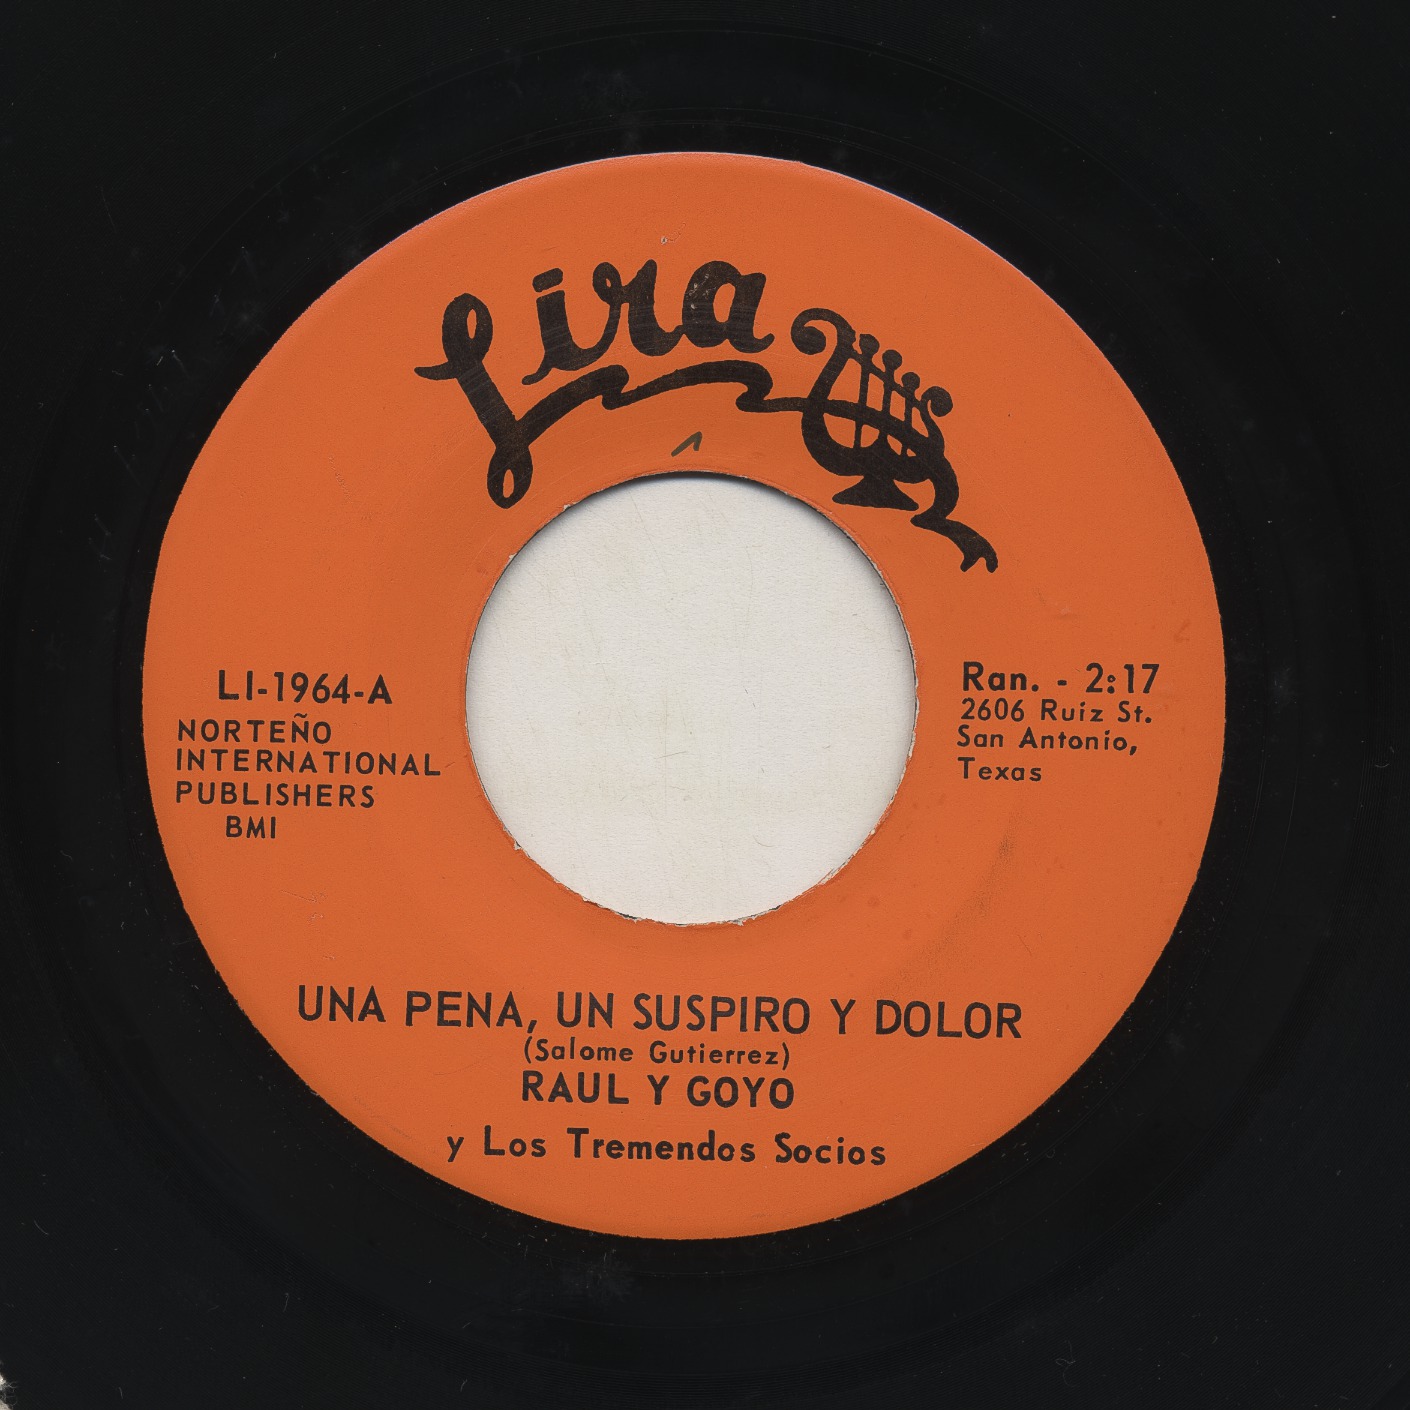 Lira
LI-1964-A
NORTEÑO
INTERNATIONAL
PUBLISHERS
BMI
Ran. - 2:17
2606 Ruiz St.
San Antonio,
Texas
UNA PENA, UN SUSPIRO Y DOLOR
(Salome Gutierrez)
RAUL Y GOYO
y Los Tremendos Socios